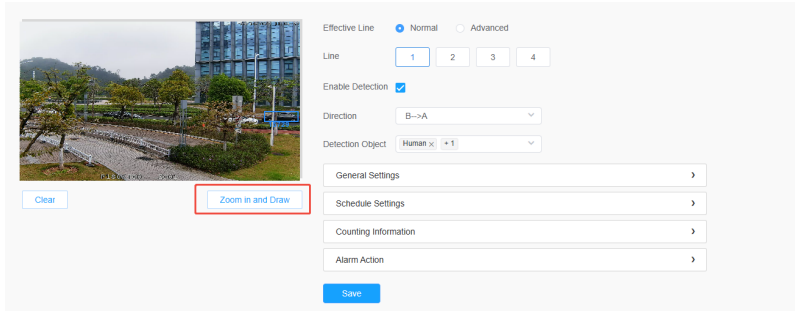 Effective Line Normal Advanced
Line 1 2 3 4
Enable Detection
Direction B-->A
Detection Object Human × + 1
General Settings
Clear Zoom in and Draw
Schedule Settings
Counting Information
Alarm Action
Save